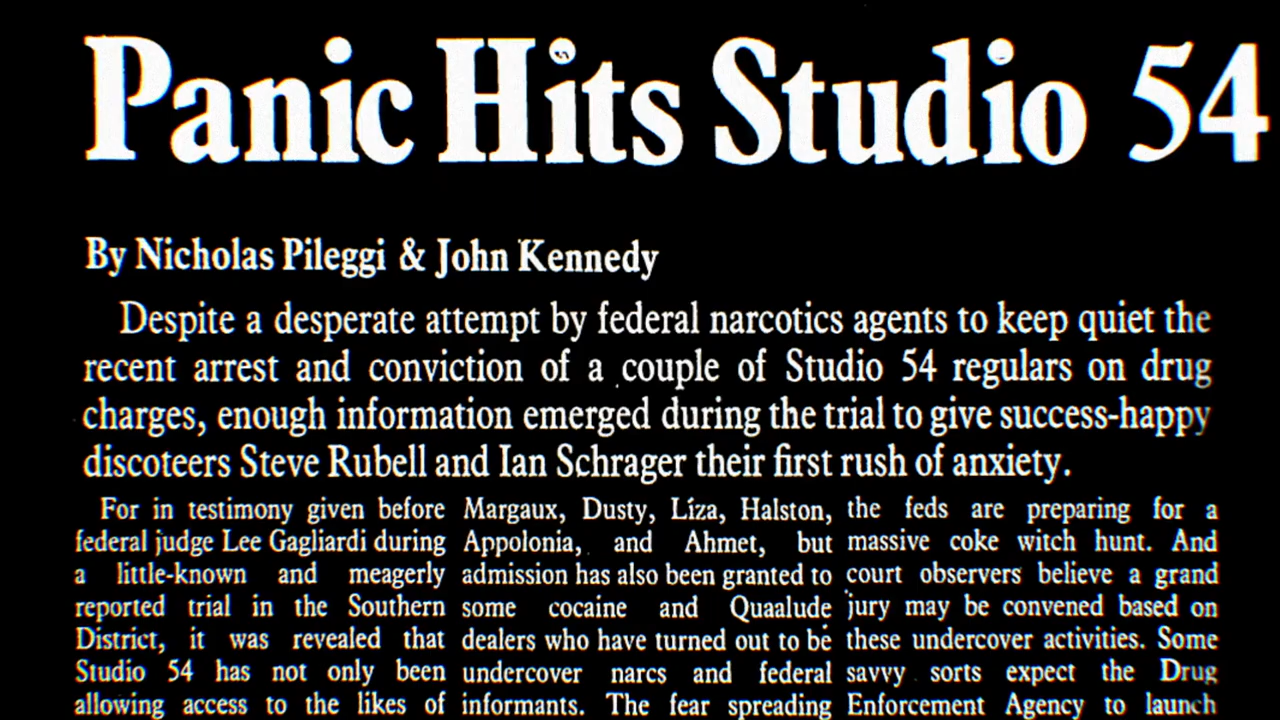 Panic Hits Studio 54
By Nicholas Pileggi & John Kennedy
Despite a desperate attempt by federal narcotics agents to keep quiet the
recent arrest and conviction of a couple of Studio 54 regulars on drug
charges, enough information emerged during the trial to give success-happy
discoteers Steve Rubell and Ian Schrager their first rush of anxiety.
For in testimony given before
federal judge Lee Gagliardi during
a little-known and meagerly
reported trial in the Southern
District, it was revealed that
Studio 54 has not only been
allowing access to the likes of
Margaux, Dusty, Liza, Halston,
Appolonia, and Ahmet, but
admission has also been granted to
some cocaine and Quaalude
dealers who have turned out to be
undercover narcs and federal
informants. The fear spreading
the feds are preparing for a
massive coke witch hunt. And
court observers believe a grand
jury may be convened based on
these undercover activities. Some
savvy sorts expect the Drug
Enforcement Agency to launch